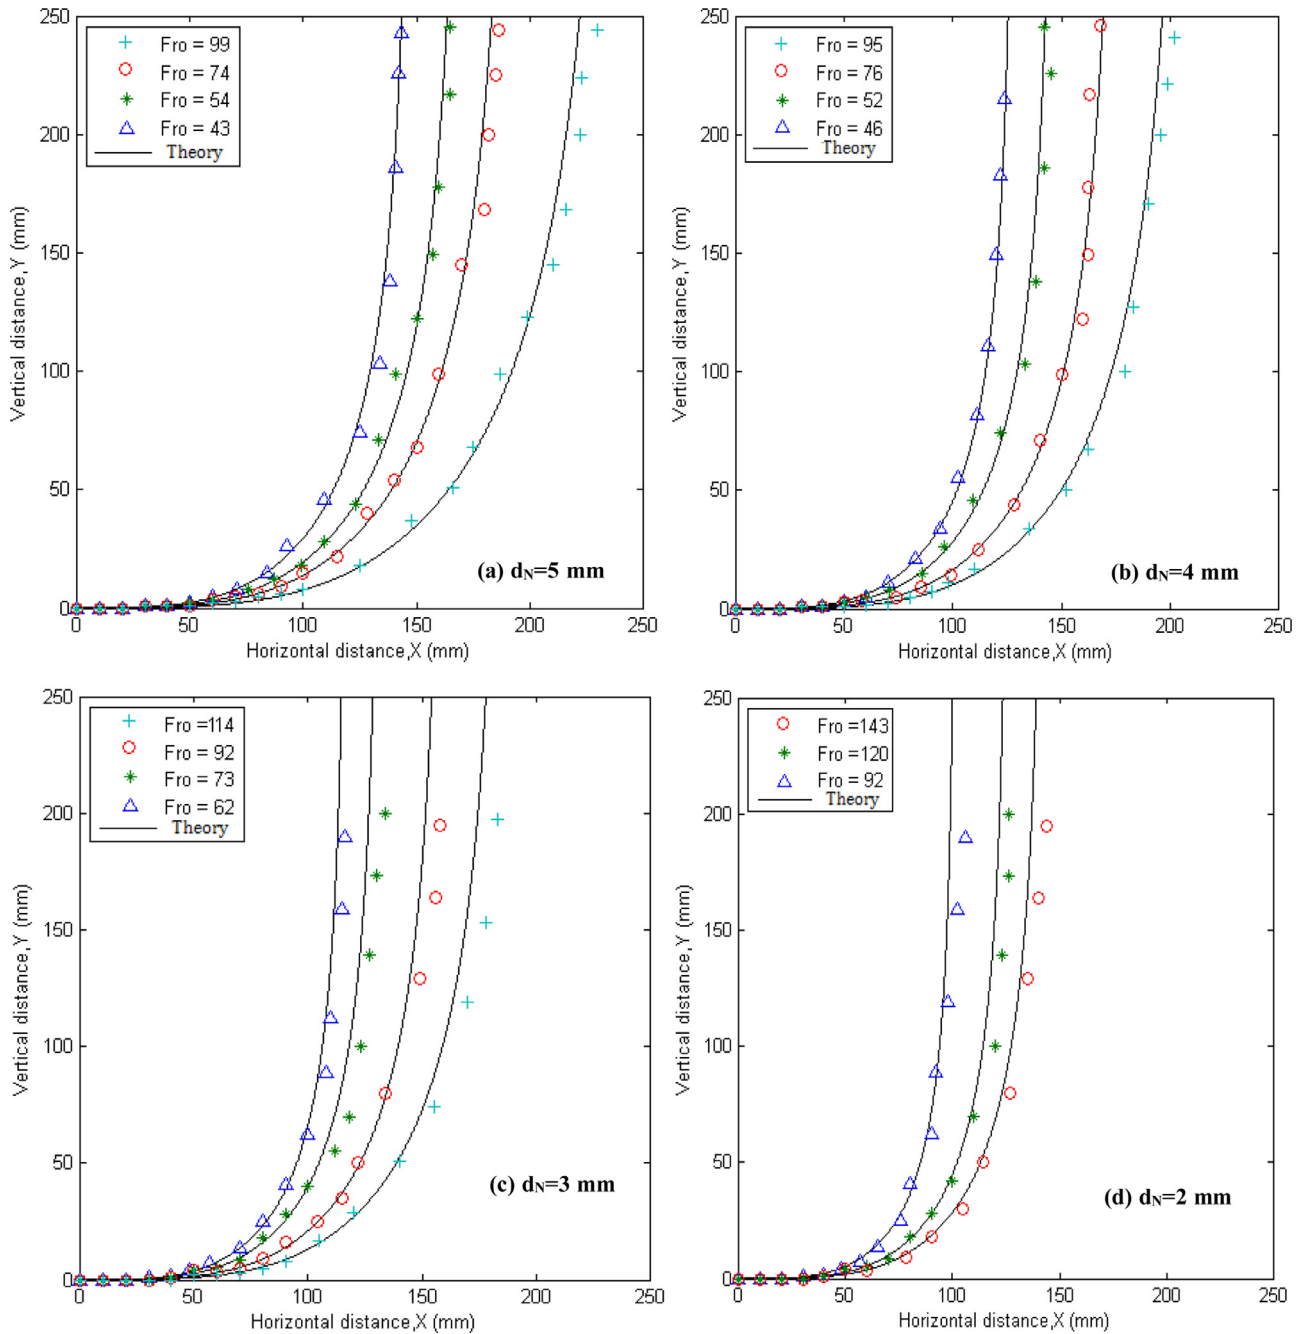 250
200
150
100
50
0
Vertical distance,Y (mm)
Fro = 99
Fro = 74
Fro = 54
Fro = 43
Theory
(a) dN=5 mm
0 50 100 150 200 250
Horizontal distance,X (mm)
250
200
150
100
50
0
Vertical distance,Y (mm)
Fro = 95
Fro = 76
Fro = 52
Fro = 46
Theory
(b) dN=4 mm
0 50 100 150 200 250
Horizontal distance,X (mm)
250
200
150
100
50
0
Vertical distance,Y (mm)
Fro =114
Fro = 92
Fro = 73
Fro = 62
Theory
(c) dN=3 mm
0 50 100 150 200 250
Horizontal distance,X (mm)
250
200
150
100
50
0
Vertical distance,Y (mm)
Fro =143
Fro =120
Fro = 92
Theory
(d) dN=2 mm
0 50 100 150 200 250
Horizontal distance,X (mm)